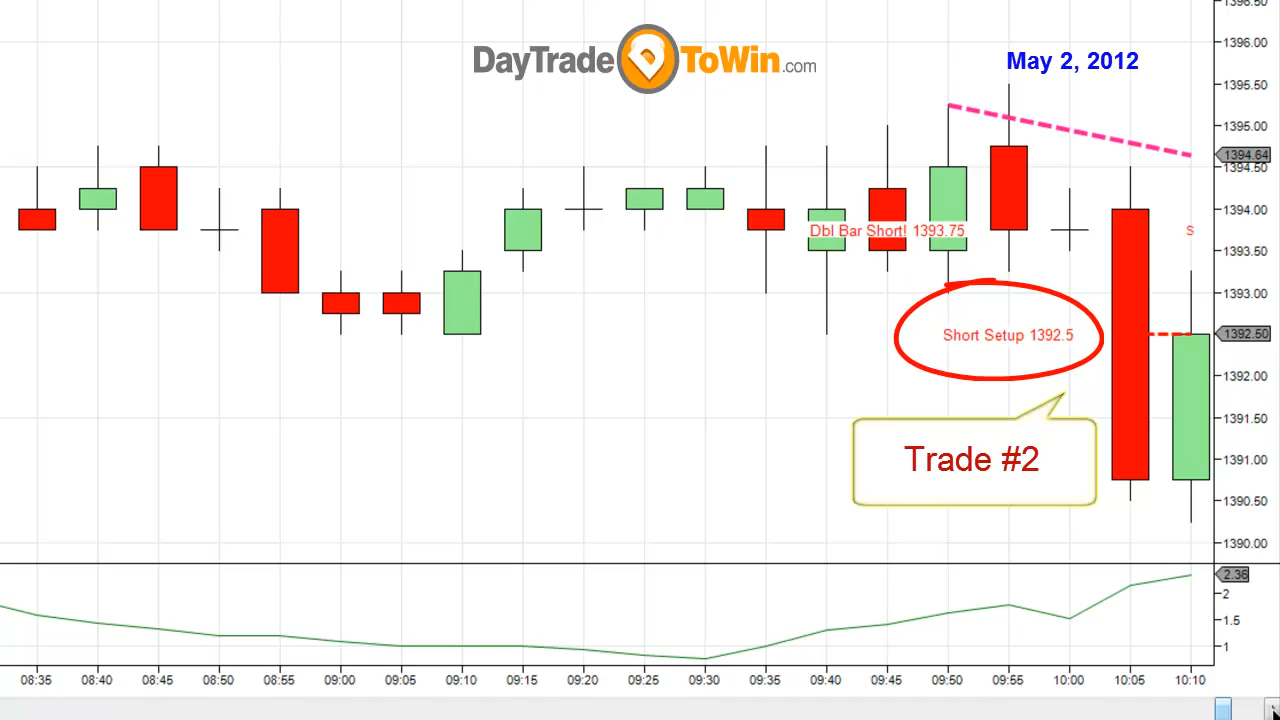 DayTradeToWin.com
May 2, 2012
1396.50
1396.00
1395.50
1395.00
1394.64
1394.50
1394.00
1393.50
1393.00
1392.50
1392.00
1391.50
1391.00
1390.50
1390.00
Dbl Bar Short! 1393.75
S
Short Setup 1392.5
Trade #2
2.36
2
1.5
1
08:35 08:40 08:45 08:50 08:55 09:00 09:05 09:10 09:15 09:20 09:25 09:30 09:35 09:40 09:45 09:50 09:55 10:00 10:05 10:10